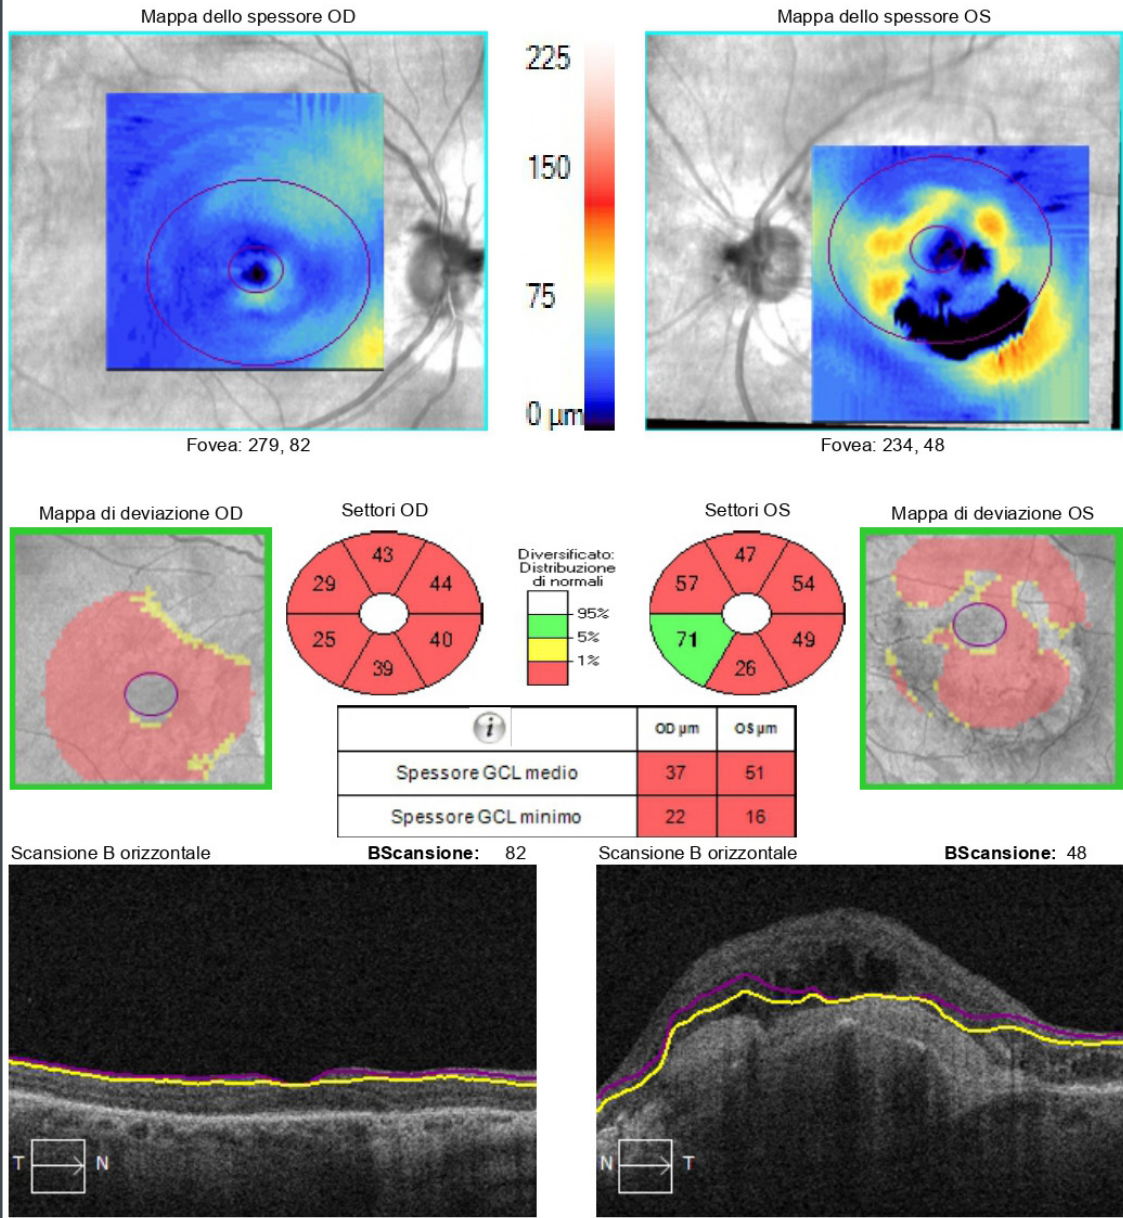 Mappa dello spessore OD
Mappa dello spessore OS
225
150
75
0 µm
Fovea: 279, 82
Fovea: 234, 48
Mappa di deviazione OD
Settori OD
Settori OS
Mappa di deviazione OS
43
29
44
25
40
39
Diversificato:
Distribuzione
di normali
95%
5%
1%
47
57
54
71
49
26
i
OD µm
OS µm
Spessore GCL medio
37
51
Spessore GCL minimo
22
16
Scansione B orizzontale
BScansione: 82
Scansione B orizzontale
BScansione: 48
T
N
N
T